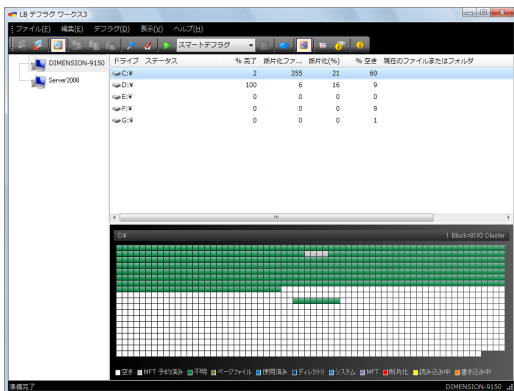 LB デフラグ ワークス3
ファイル(F) 編集(E) デフラグ(D) 表示(V) ヘルプ(H)
スマートデフラグ
DIMENSION-9150
Server2008
ドライブ ステータス % 完了 断片化ファ... 断片化(%) % 空き 現在のファイルまたはフォルダ
C:¥ 2 355 21 60
D:¥ 100 6 16 9
E:¥ 0 0 0 0
F:¥ 0 0 0 9
G:¥ 0 0 0 1
C:¥ 1 Block=8192 Cluster
空き MFT 予約済み 不明 ページファイル 使用済み ディレクトリ システム MFT 断片化 読み込み中 書き込み中
準備完了 DIMENSION-9150